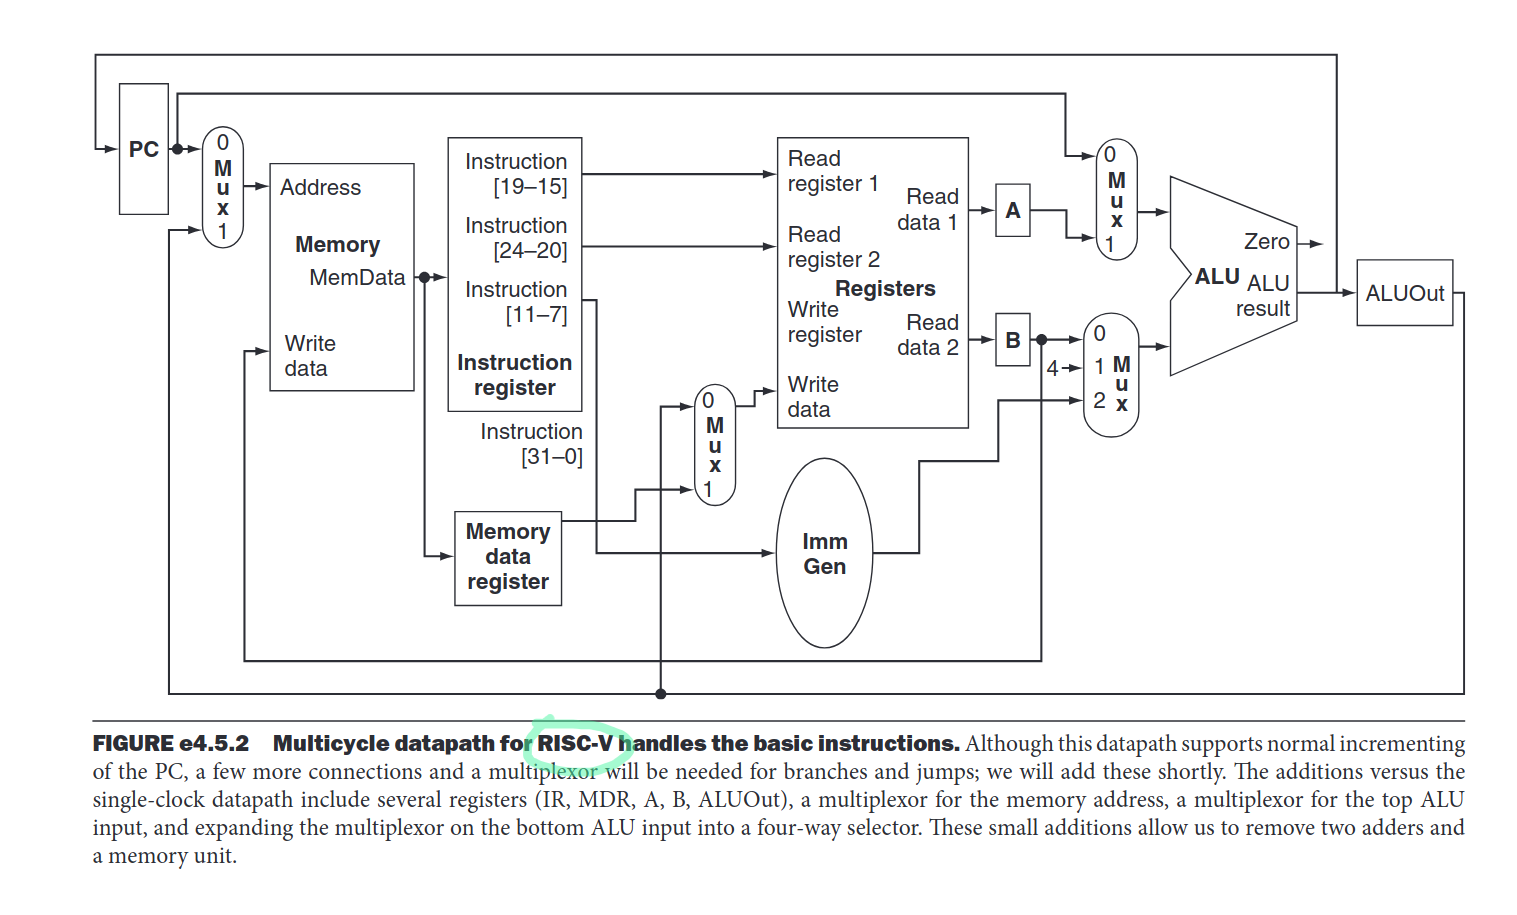 PC
0
M
u
x
1
Address
Memory
MemData
Write
data
Instruction
[19–15]
Instruction
[24–20]
Instruction
[11–7]
Instruction
register
Instruction
[31–0]
Memory
data
register
0
M
u
x
1
Read
register 1
Read
data 1
Read
register 2
Registers
Write
register
Read
data 2
Write
data
Imm
Gen
A
B
4
0
M
u
x
1
0
1 M
u
2 x
Zero
ALU
ALU
result
ALUOut
FIGURE e4.5.2 Multicycle datapath for RISC-V handles the basic instructions. Although this datapath supports normal incrementing
of the PC, a few more connections and a multiplexor will be needed for branches and jumps; we will add these shortly. The additions versus the
single-clock datapath include several registers (IR, MDR, A, B, ALUOut), a multiplexor for the memory address, a multiplexor for the top ALU
input, and expanding the multiplexor on the bottom ALU input into a four-way selector. These small additions allow us to remove two adders and
a memory unit.